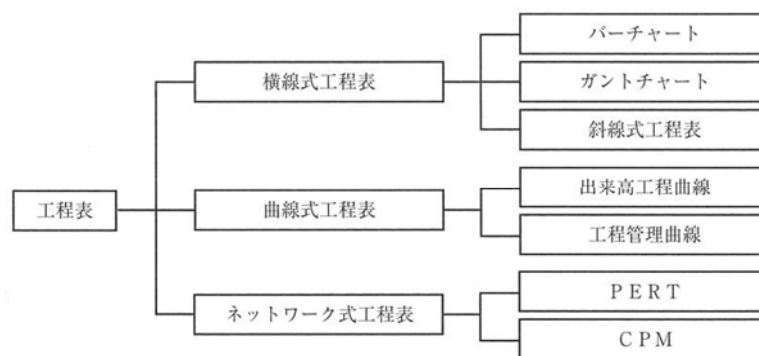 工程表
横線式工程表
バーチャート
ガントチャート
斜線式工程表
曲線式工程表
出来高工程曲線
工程管理曲線
ネットワーク式工程表
PERT
CPM